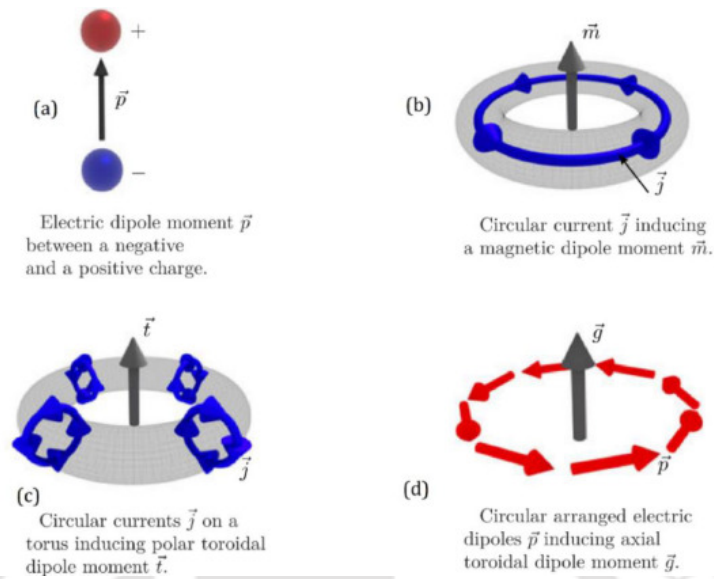 +
(a)
p⃗
−
Electric dipole moment p⃗
between a negative
and a positive charge.
m⃗
(b)
j⃗
Circular current j⃗ inducing
a magnetic dipole moment m⃗.
t⃗
j⃗
(c)
Circular currents j⃗ on a
torus inducing polar toroidal
dipole moment t⃗.
g⃗
p⃗
(d)
Circular arranged electric
dipoles p⃗ inducing axial
toroidal dipole moment g⃗.